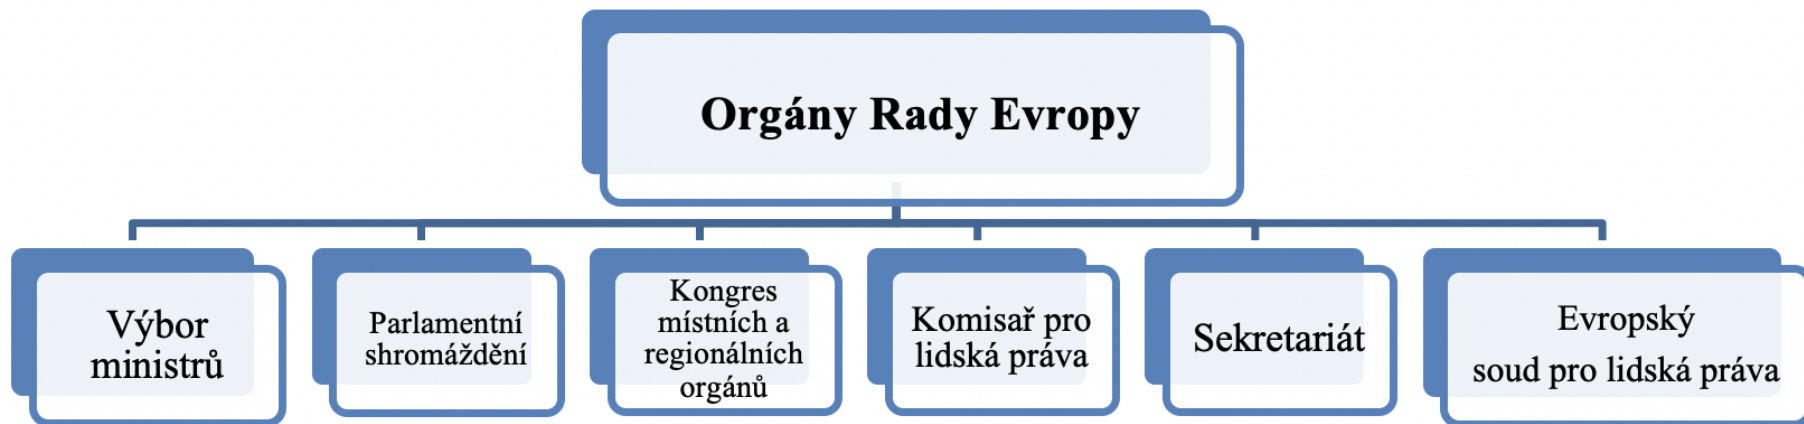 Orgány Rady Evropy
Výbor
ministrů
Parlamentní
shromáždění
Kongres
místních a
regionálních
orgánů
Komisař pro
lidská práva
Sekretariát
Evropský
soud pro lidská práva